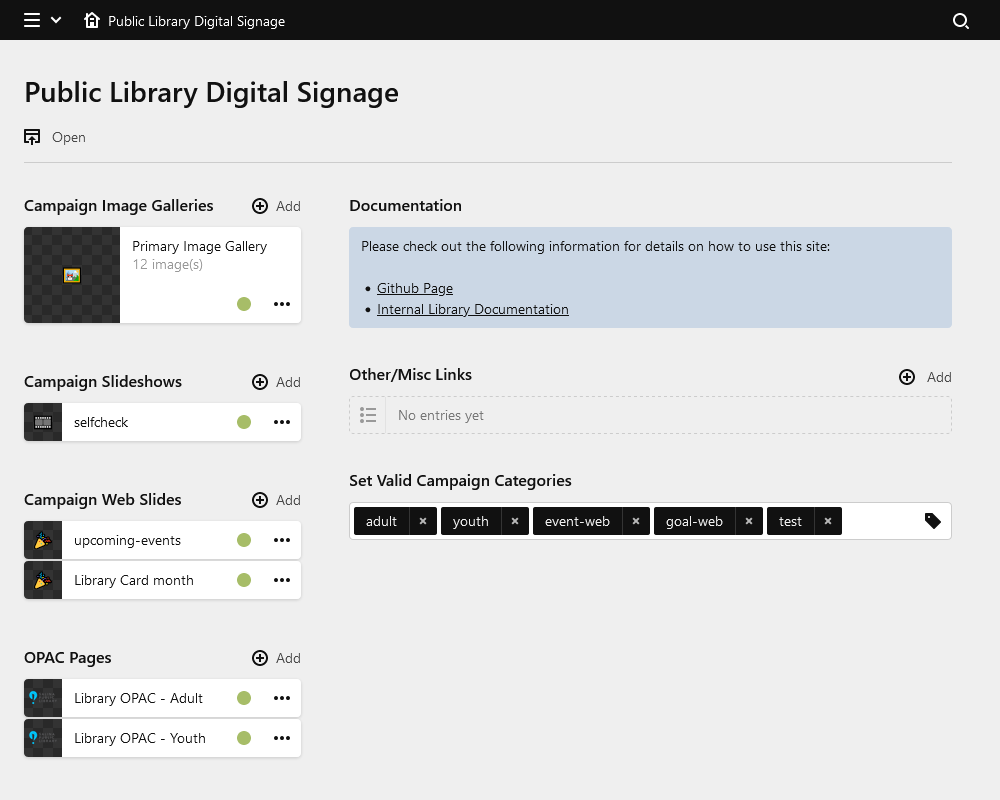 Public Library Digital Signage
Public Library Digital Signage
Open
Campaign Image Galleries
Add
Primary Image Gallery
12 image(s)
Campaign Slideshows
Add
selfcheck
Campaign Web Slides
Add
upcoming-events
Library Card month
OPAC Pages
Add
Library OPAC - Adult
Library OPAC - Youth
Documentation
Please check out the following information for details on how to use this site:
• Github Page
• Internal Library Documentation
Other/Misc Links
Add
No entries yet
Set Valid Campaign Categories
adult × youth × event-web × goal-web × test ×